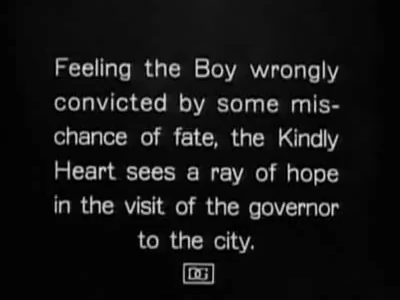 Feeling the Boy wrongly
convicted by some mis-
chance of fate, the Kindly
Heart sees a ray of hope
in the visit of the governor
to the city.
DG